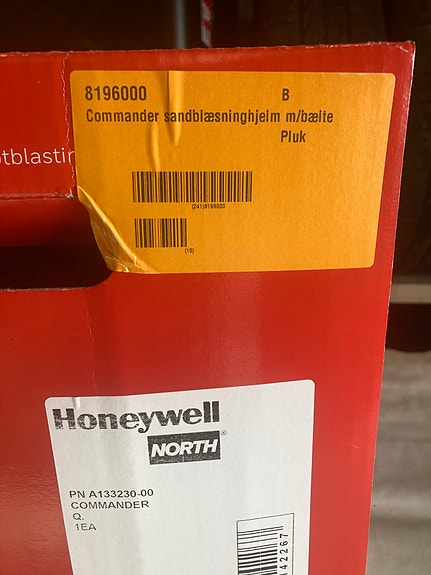 8196000 B
Commander sandblæsninghjelm m/bælte
Pluk
(241)8196000
(10)
Honeywell
NORTH®
PN A133230-00
COMMANDER
Q.
1EA